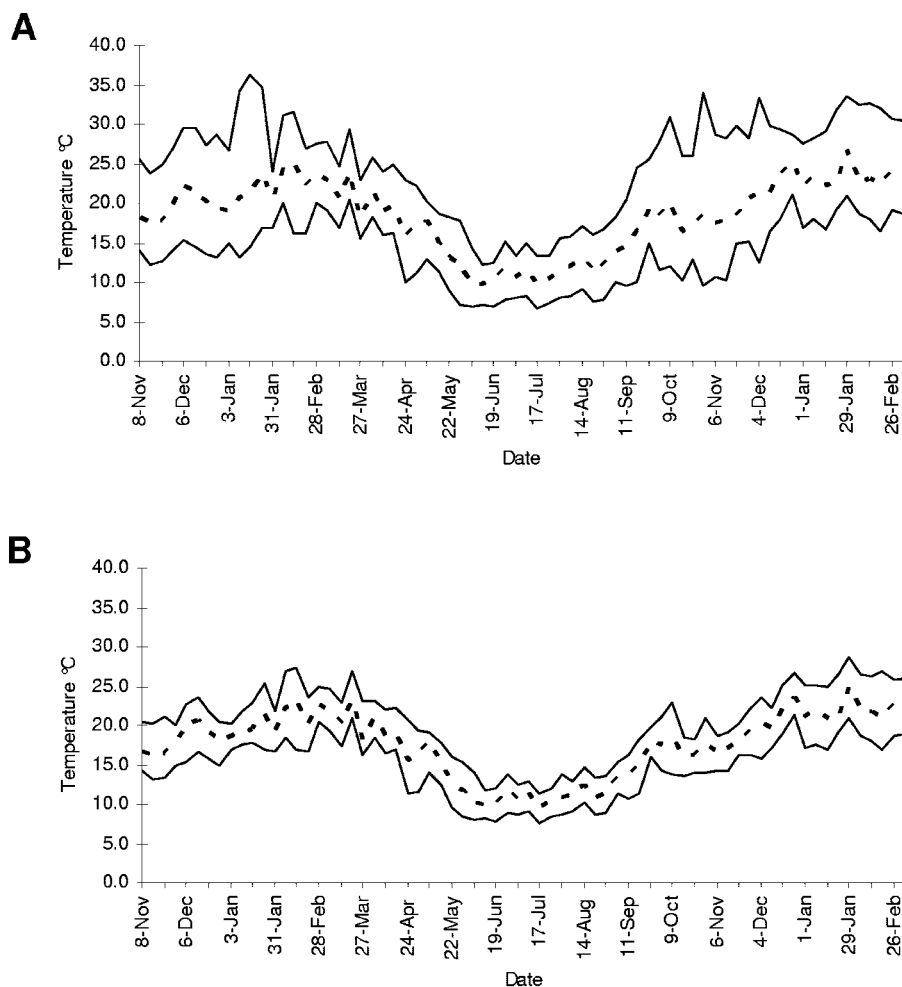 A
40.0
35.0
30.0
25.0
20.0
15.0
10.0
5.0
0.0
Temperature °C
8-Nov
6-Dec
3-Jan
31-Jan
28-Feb
27-Mar
24-Apr
22-May
19-Jun
17-Jul
14-Aug
11-Sep
9-Oct
6-Nov
4-Dec
1-Jan
29-Jan
26-Feb
Date
B
40.0
35.0
30.0
25.0
20.0
15.0
10.0
5.0
0.0
Temperature °C
8-Nov
6-Dec
3-Jan
31-Jan
28-Feb
27-Mar
24-Apr
22-May
19-Jun
17-Jul
14-Aug
11-Sep
9-Oct
6-Nov
4-Dec
1-Jan
29-Jan
26-Feb
Date